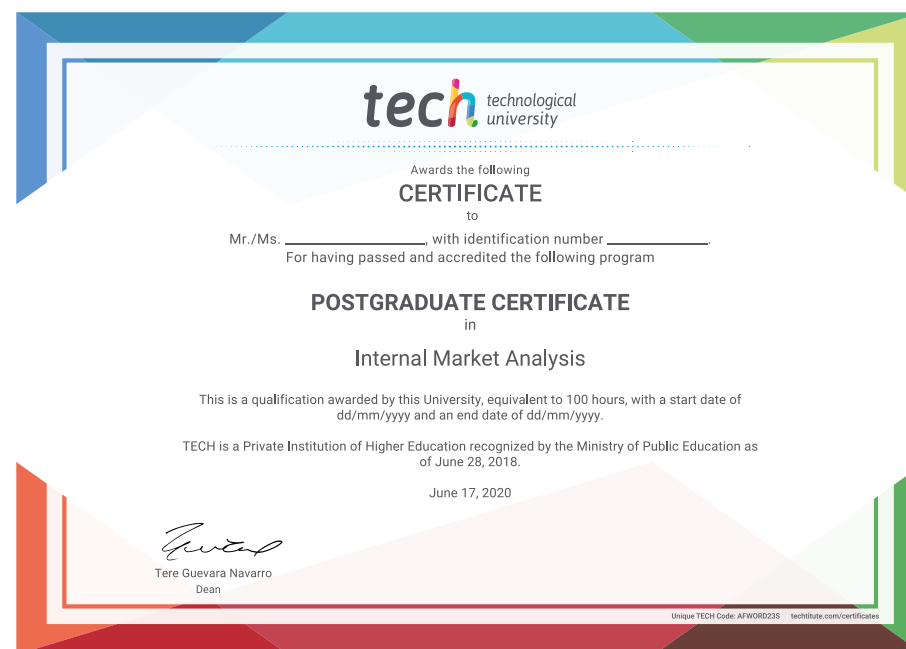 tech technological
university
Awards the following
CERTIFICATE
to
Mr./Ms. ____________________, with identification number ______________.
For having passed and accredited the following program
POSTGRADUATE CERTIFICATE
in
Internal Market Analysis
This is a qualification awarded by this University, equivalent to 100 hours, with a start date of
dd/mm/yyyy and an end date of dd/mm/yyyy.
TECH is a Private Institution of Higher Education recognized by the Ministry of Public Education as
of June 28, 2018.
June 17, 2020
Tere Guevara Navarro
Dean
Unique TECH Code: AFWORD23S techtitute.com/certificates